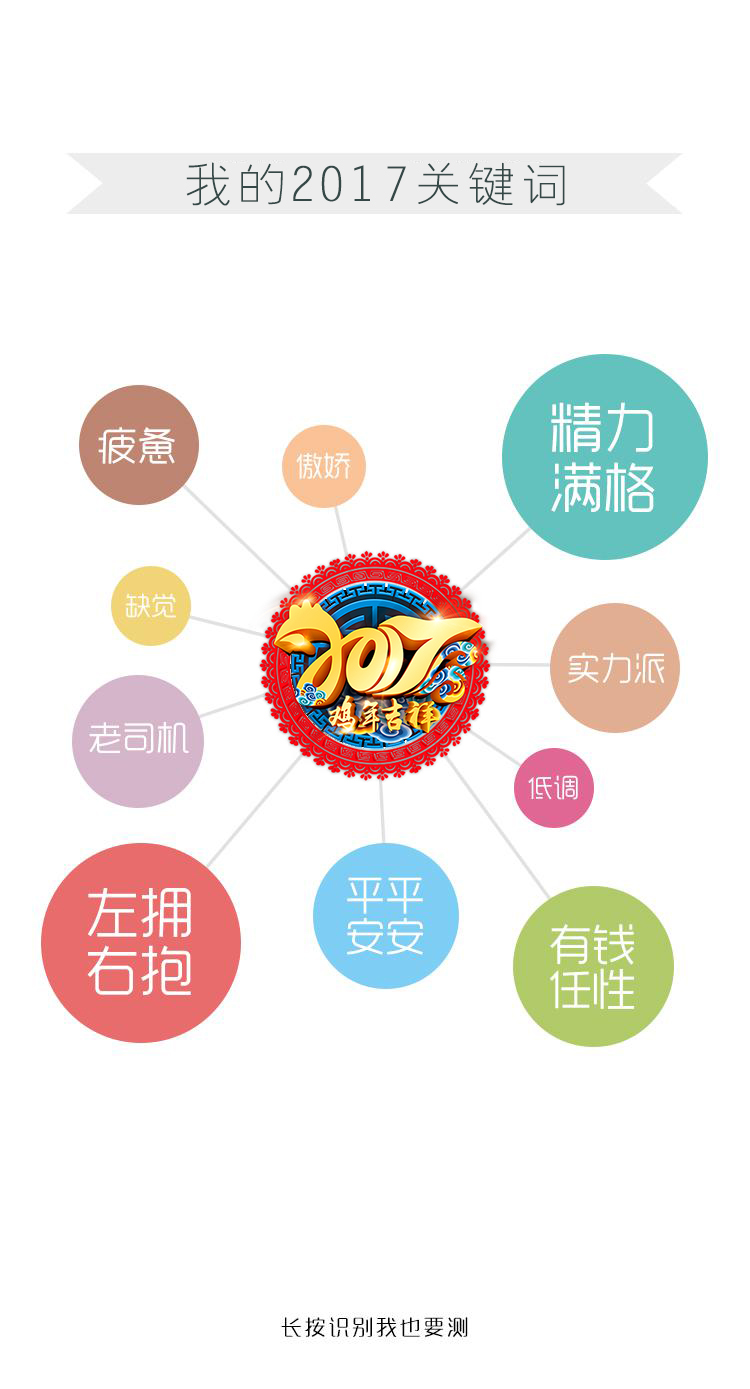 我的2017关键词
疲惫
傲娇
精力
满格
缺觉
2017
鸡年吉祥
实力派
老司机
低调
左拥
右抱
平平
安安
有钱
任性
长按识别我也要测